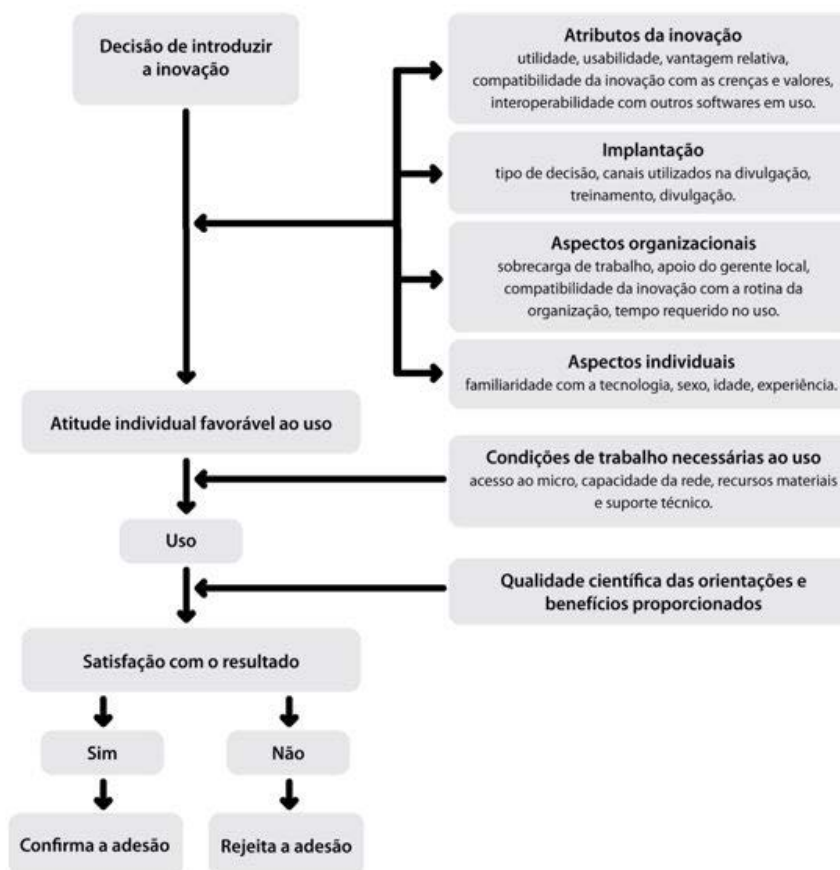 Decisão de introduzir
a inovação
Atributos da inovação
utilidade, usabilidade, vantagem relativa,
compatibilidade da inovação com as crenças e valores,
interoperabilidade com outros softwares em uso.
Implantação
tipo de decisão, canais utilizados na divulgação,
treinamento, divulgação.
Aspectos organizacionais
sobrecarga de trabalho, apoio do gerente local,
compatibilidade da inovação com a rotina da
organização, tempo requerido no uso.
Aspectos individuais
familiaridade com a tecnologia, sexo, idade, experiência.
Atitude individual favorável ao uso
Condições de trabalho necessárias ao uso
acesso ao micro, capacidade da rede, recursos materiais
e suporte técnico.
Uso
Qualidade científica das orientações e
benefícios proporcionados
Satisfação com o resultado
Sim
Não
Confirma a adesão
Rejeita a adesão